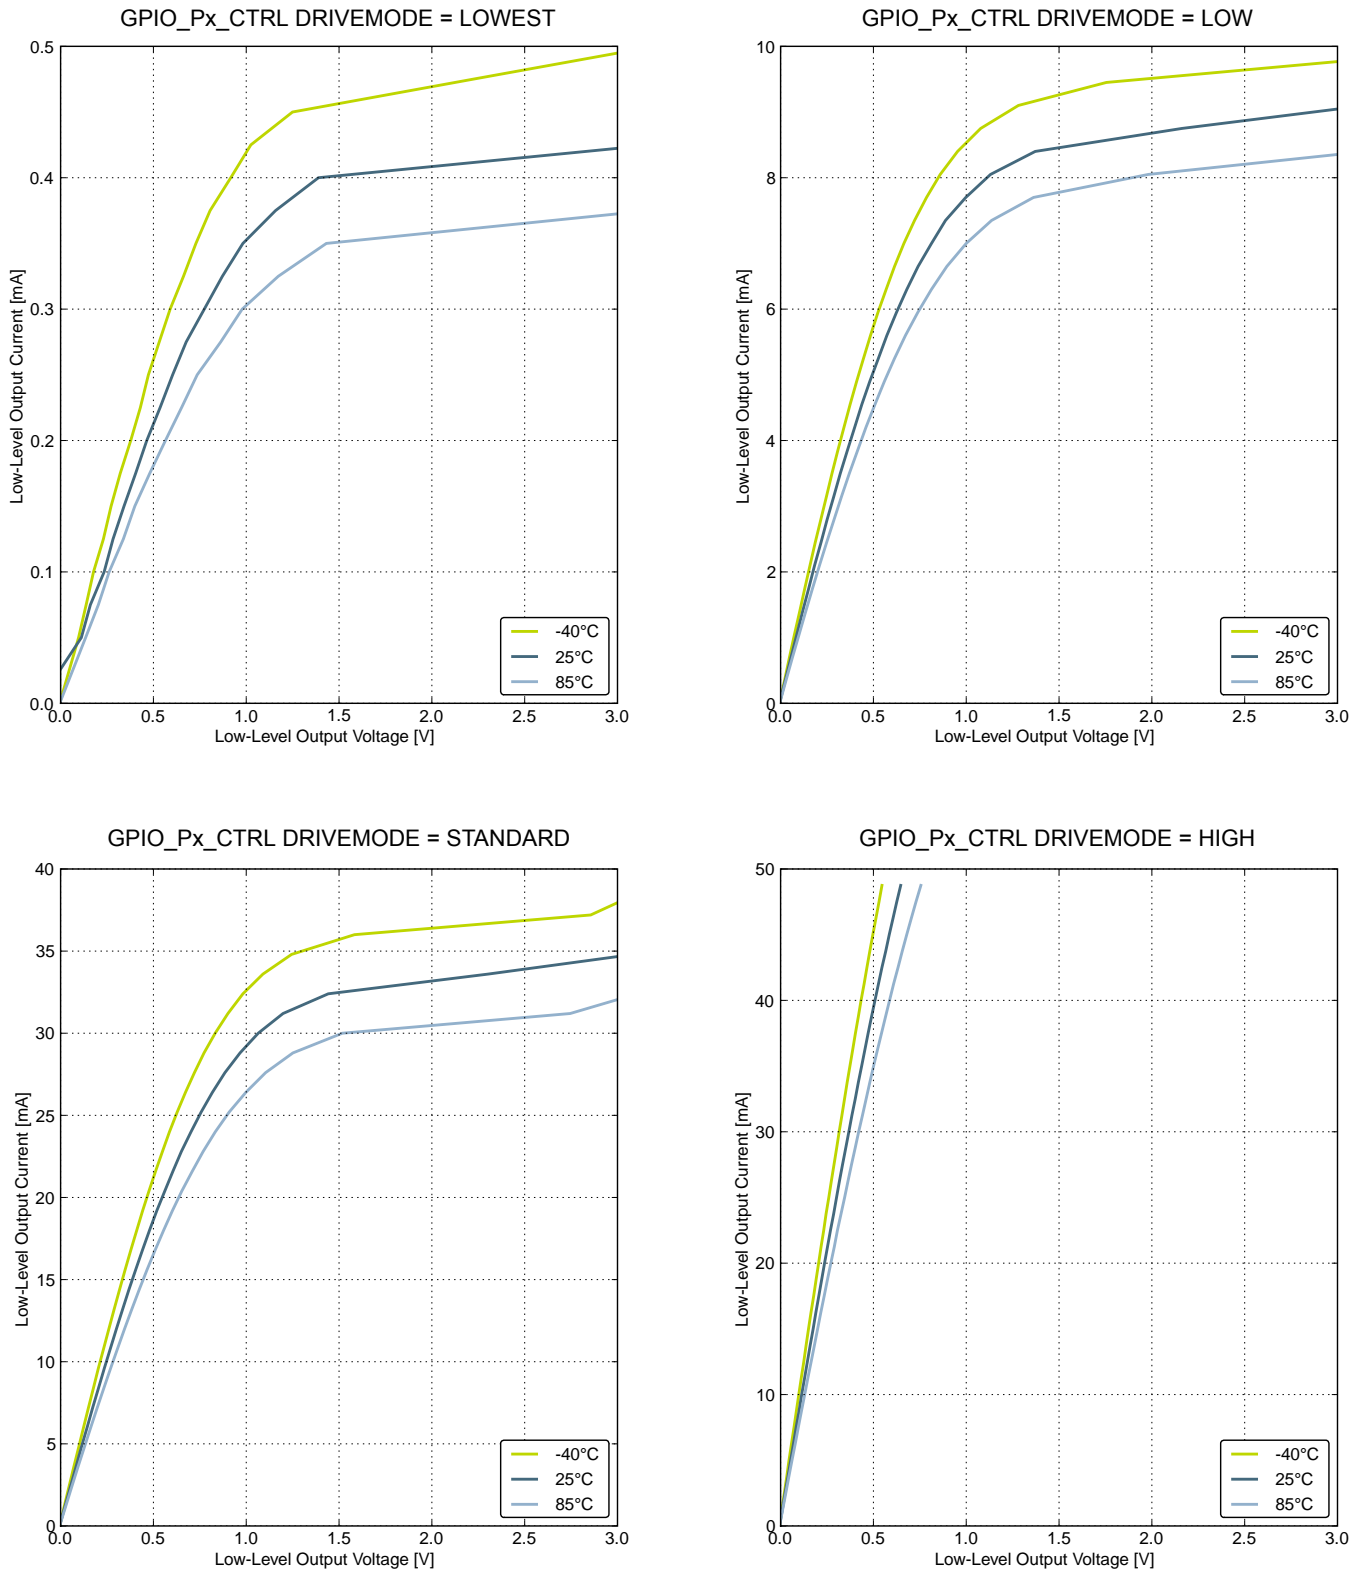 GPIO_Px_CTRL DRIVEMODE = LOWEST
0.5
0.4
0.3
0.2
0.1
0.0
Low-Level Output Current [mA]
-40°C
25°C
85°C
0.0 0.5 1.0 1.5 2.0 2.5 3.0
Low-Level Output Voltage [V]
GPIO_Px_CTRL DRIVEMODE = LOW
10
8
6
4
2
0
Low-Level Output Current [mA]
-40°C
25°C
85°C
0.0 0.5 1.0 1.5 2.0 2.5 3.0
Low-Level Output Voltage [V]
GPIO_Px_CTRL DRIVEMODE = STANDARD
40
35
30
25
20
15
10
5
0
Low-Level Output Current [mA]
-40°C
25°C
85°C
0.0 0.5 1.0 1.5 2.0 2.5 3.0
Low-Level Output Voltage [V]
GPIO_Px_CTRL DRIVEMODE = HIGH
50
40
30
20
10
0
Low-Level Output Current [mA]
-40°C
25°C
85°C
0.0 0.5 1.0 1.5 2.0 2.5 3.0
Low-Level Output Voltage [V]